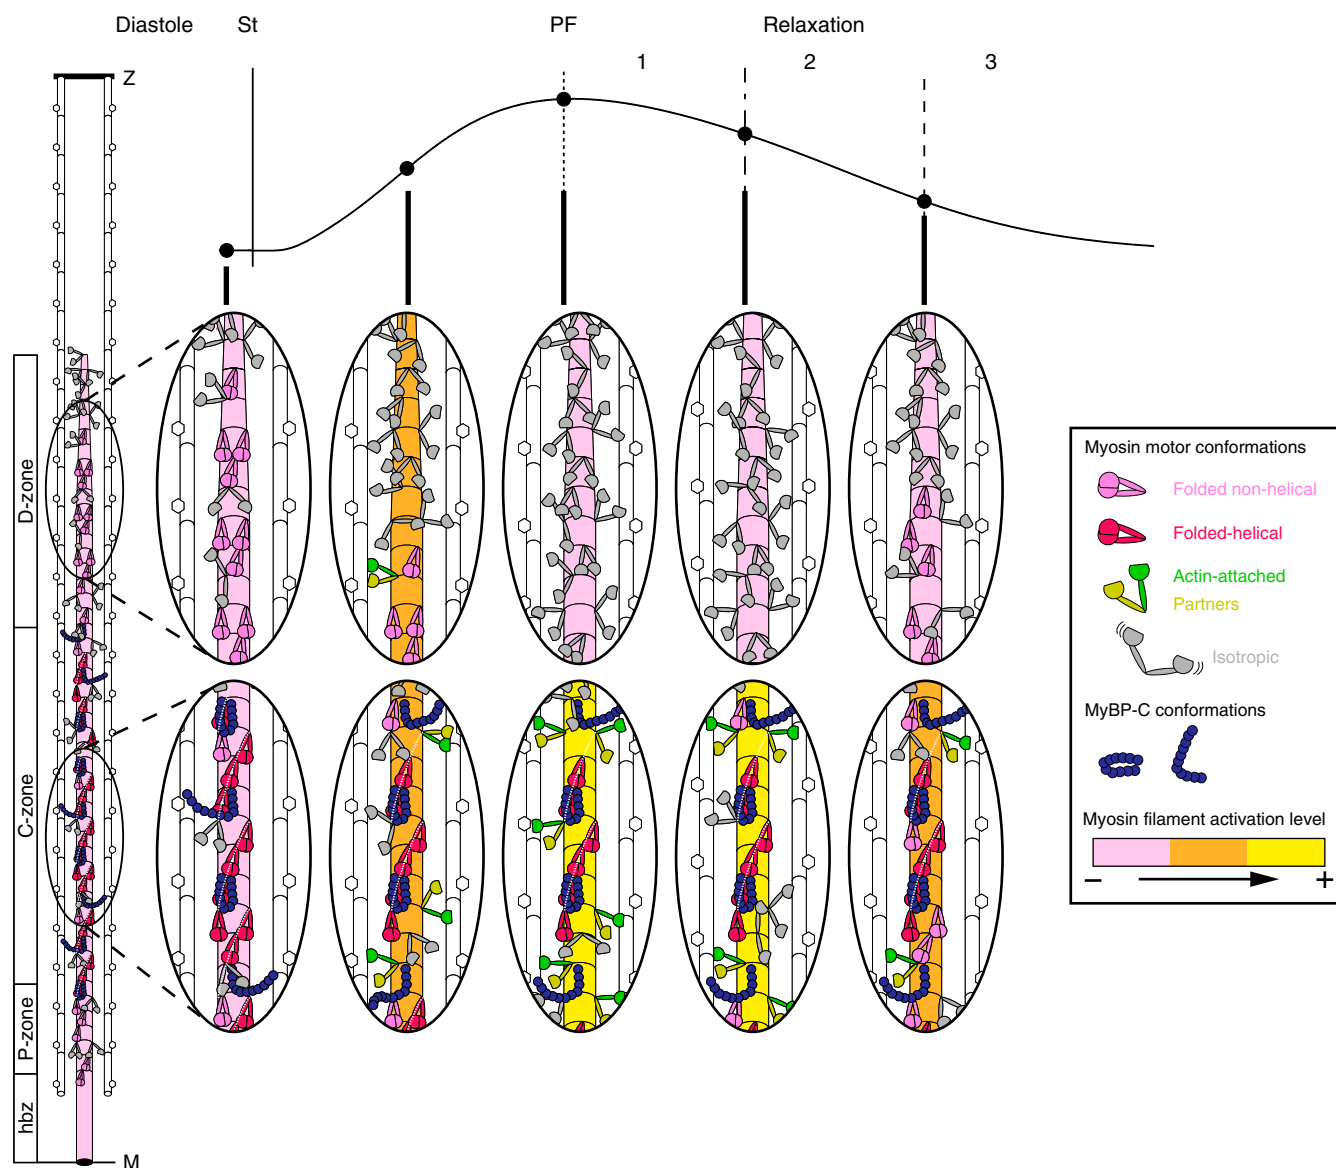 Diastole St PF Relaxation
1 2 3
Z
D-zone
C-zone
P-zone
hbz
M
Myosin motor conformations
Folded non-helical
Folded-helical
Actin-attached
Partners
Isotropic
MyBP-C conformations
Myosin filament activation level
− +